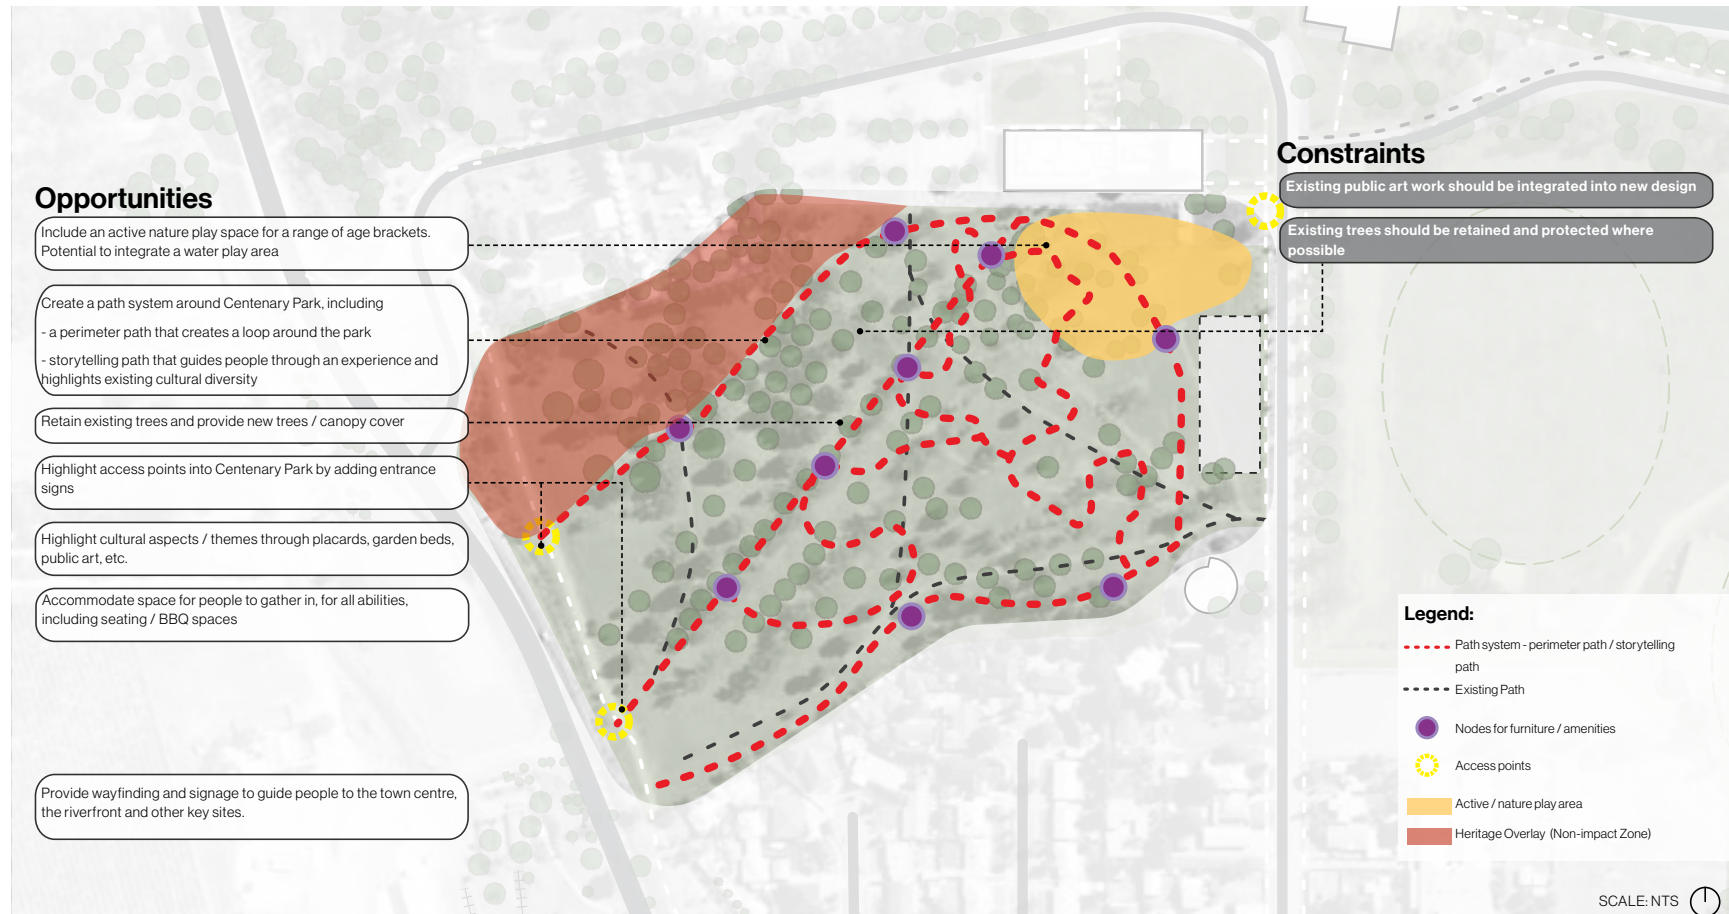 Opportunities
Include an active nature play space for a range of age brackets.
Potential to integrate a water play area
Create a path system around Centenary Park, including
- a perimeter path that creates a loop around the park
- storytelling path that guides people through an experience and
highlights existing cultural diversity
Retain existing trees and provide new trees / canopy cover
Highlight access points into Centenary Park by adding entrance
signs
Highlight cultural aspects / themes through placards, garden beds,
public art, etc.
Accommodate space for people to gather in, for all abilities,
including seating / BBQ spaces
Provide wayfinding and signage to guide people to the town centre,
the riverfront and other key sites.
Constraints
Existing public art work should be integrated into new design
Existing trees should be retained and protected where
possible
Legend:
Path system - perimeter path / storytelling
path
Existing Path
Nodes for furniture / amenities
Access points
Active / nature play area
Heritage Overlay (Non-impact Zone)
SCALE: NTS